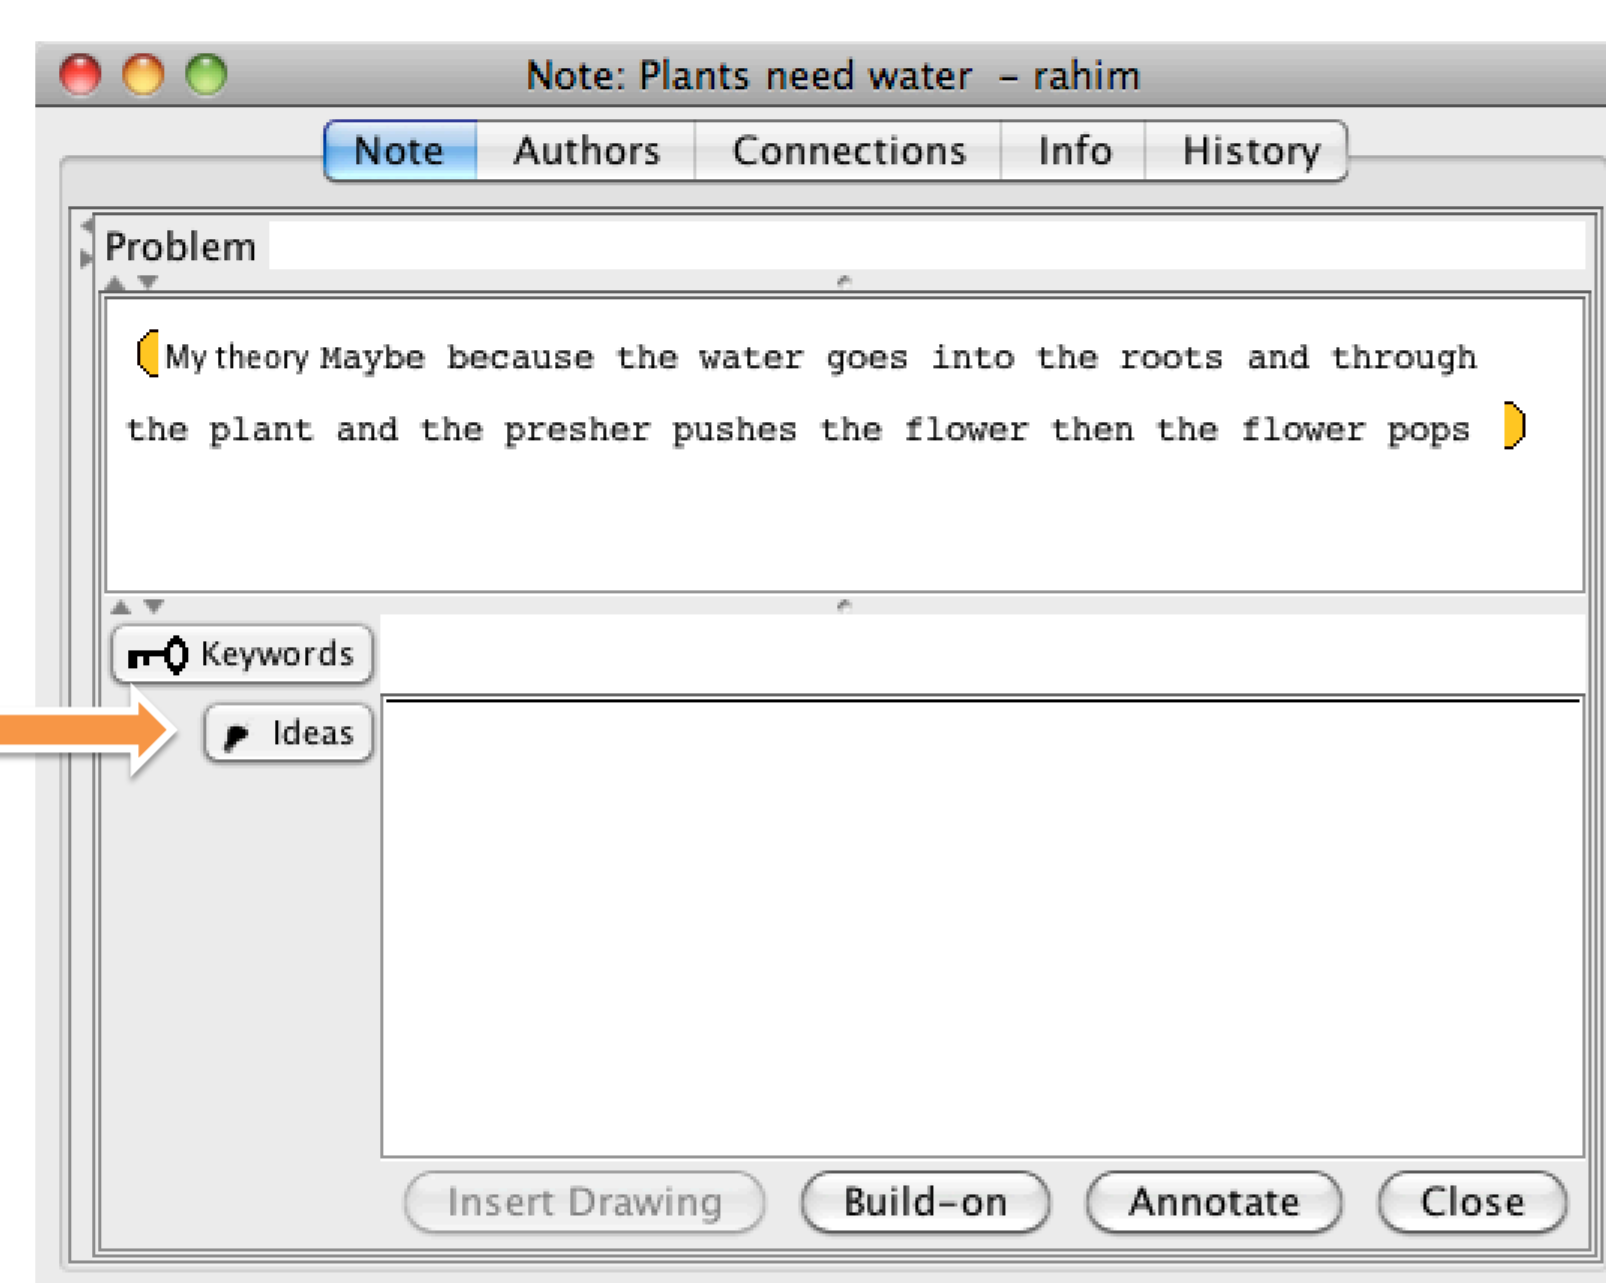 Note: Plants need water – rahim
Note Authors Connections Info History
Problem
My theory Maybe because the water goes into the roots and through
the plant and the presher pushes the flower then the flower pops
Keywords
Ideas
Insert Drawing Build-on Annotate Close